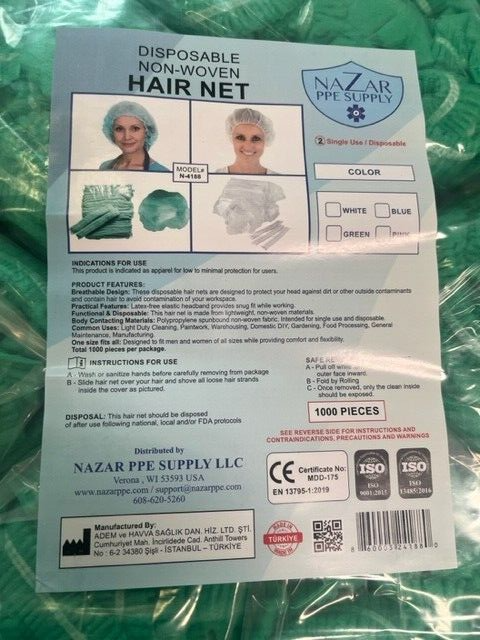 DISPOSABLE
NON-WOVEN
HAIR NET
NAZAR
PPE SUPPLY
2 Single Use / Disposable
MODEL#
N-4188
COLOR
WHITE BLUE
GREEN PINK
INDICATIONS FOR USE
This product is indicated as apparel for low to minimal protection for users.
PRODUCT FEATURES:
Breathable Design: These disposable hair nets are designed to protect your head against dirt or other outside contaminants
and contain hair to avoid contamination of your workspace.
Practical Features: Latex-free elastic headband provides snug fit while working.
Functional & Disposable: This hair net is made from lightweight, non-woven materials.
Body Contacting Materials: Polypropylene spunbound non-woven fabric. Intended for single use and disposable.
Common Uses: Light Duty Cleaning, Paintwork, Warehousing, Domestic DIY, Gardening, Food Processing, General
Maintenance, Manufacturing.
One size fits all: Designed to fit men and women of all sizes while providing comfort and flexibility.
Total 1000 pieces per package.
INSTRUCTIONS FOR USE
A - Wash or sanitize hands before carefully removing from package
B - Slide hair net over your hair and shove all loose hair strands
inside the cover as pictured.
SAFE
A - Pull off
outer face inward.
B - Fold by Rolling
C - Once removed, only the clean inside
should be exposed.
DISPOSAL: This hair net should be disposed
of after use following national, local and/or FDA protocols
1000 PIECES
SEE REVERSE SIDE FOR INSTRUCTIONS AND
CONTRAINDICATIONS, PRECAUTIONS AND WARNINGS
Distributed by
NAZAR PPE SUPPLY LLC
Verona , WI 53593 USA
www.nazarppe.com / support@nazarppe.com
608-620-5260
CE Certificate No:
MDD-175
EN 13795-1:2019
ISO
9001:2015
ISO
13485:2016
Manufactured By:
ADEM ve HAVVA SAĞLIK DAN. HİZ. LTD. ŞTİ.
Cumhuriyet Mah. İncirlidede Cad. Anthill Towers
No : 6-2 34380 Şişli - İSTANBUL – TÜRKİYE
MADE IN
TÜRKİYE
8 60003 924188 0